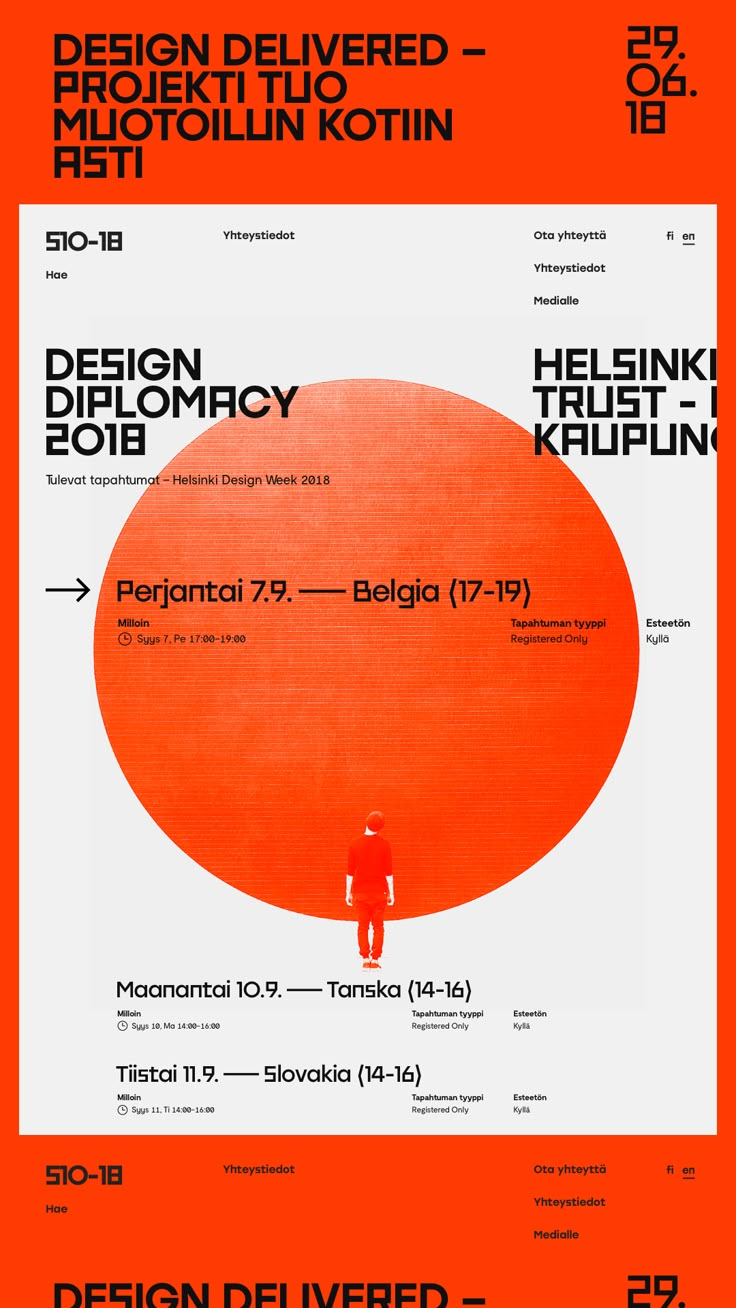 DESIGN DELIVERED –
PROJEKTI TUO
MUOTOILUN KOTIIN
ASTI
29.
06.
18
510-18
Yhteystiedot
Ota yhteyttä
fi en
Hae
Yhteystiedot
Medialle
DESIGN
DIPLOMACY
2018
HELSINKI
TRUST -
KAUPUN
Tulevat tapahtumat – Helsinki Design Week 2018
→ Perjantai 7.9. — Belgia (17-19)
Milloin
Tapahtuman tyyppi
Esteetön
Syys 7, Pe 17:00–19:00
Registered Only
Kyllä
Maanantai 10.9. — Tanska (14-16)
Milloin
Tapahtuman tyyppi
Esteetön
Syys 10, Ma 14:00–16:00
Registered Only
Kyllä
Tiistai 11.9. — Slovakia (14-16)
Milloin
Tapahtuman tyyppi
Esteetön
Syys 11, Ti 14:00–16:00
Registered Only
Kyllä
510-18
Yhteystiedot
Ota yhteyttä
fi en
Hae
Yhteystiedot
Medialle
DESIGN DELIVERED –
29.